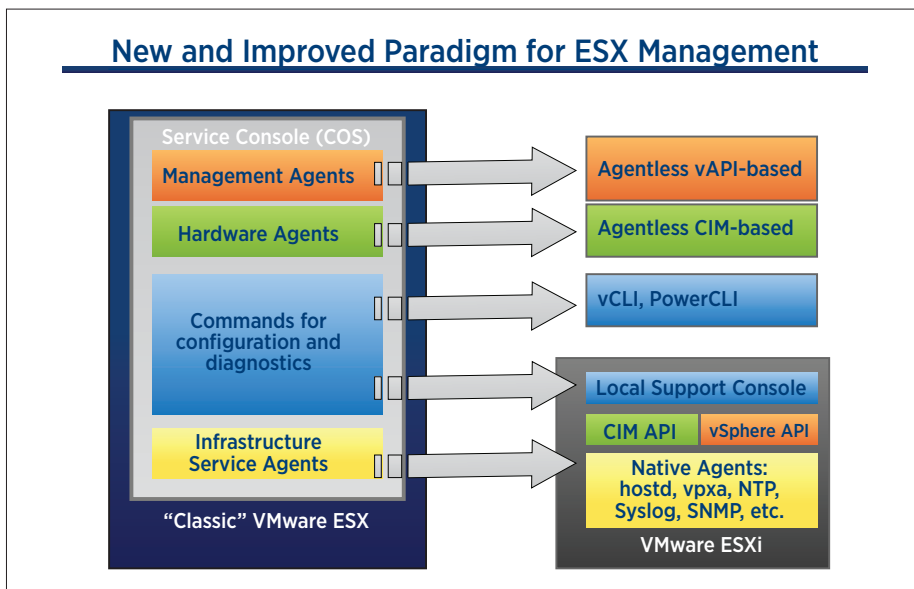 New and Improved Paradigm for ESX Management
Service Console (COS)
Management Agents
Hardware Agents
Commands for
configuration and
diagnostics
Infrastructure
Service Agents
“Classic” VMware ESX
Agentless vAPI-based
Agentless CIM-based
vCLI, PowerCLI
Local Support Console
CIM API
vSphere API
Native Agents:
hostd, vpxa, NTP,
Syslog, SNMP, etc.
VMware ESXi